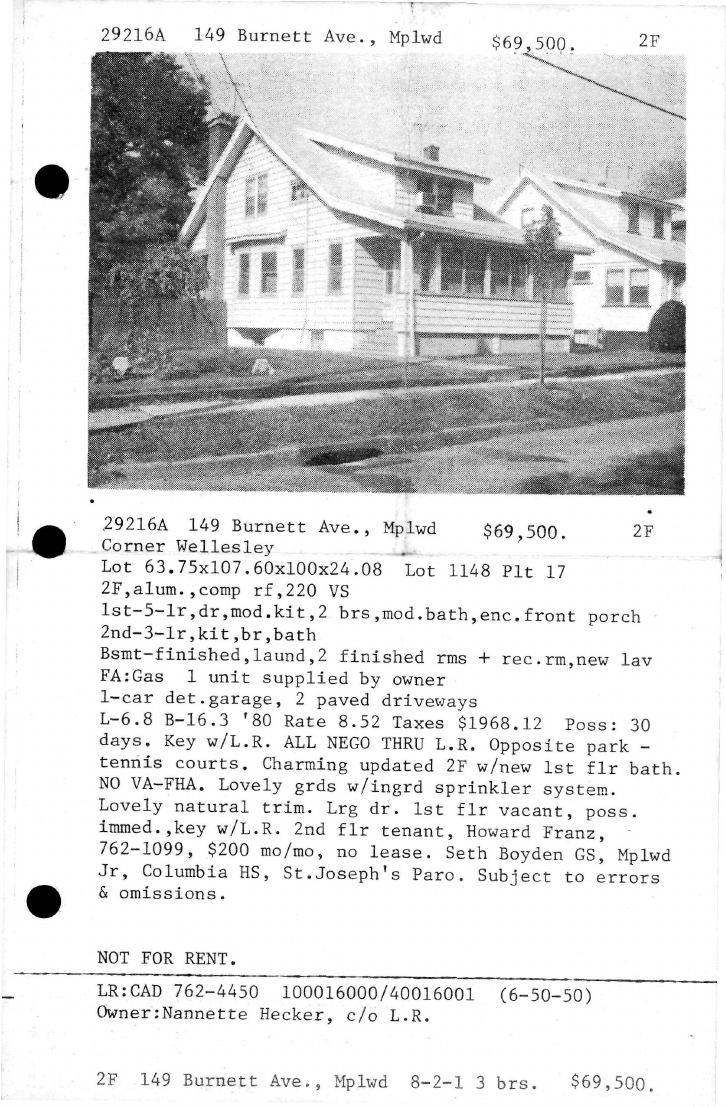 29216A 149 Burnett Ave., Mplwd $69,500. 2F
29216A 149 Burnett Ave., Mplwd $69,500. 2F
Corner Wellesley
Lot 63.75x107.60x100x24.08 Lot 1148 Plt 17
2F,alum.,comp rf,220 VS
1st-5-lr,dr,mod.kit,2 brs,mod.bath,enc.front porch
2nd-3-lr,kit,br,bath
Bsmt-finished,laund,2 finished rms + rec.rm,new lav
FA:Gas 1 unit supplied by owner
1-car det.garage, 2 paved driveways
L-6.8 B-16.3 '80 Rate 8.52 Taxes $1968.12 Poss: 30
days. Key w/L.R. ALL NEGO THRU L.R. Opposite park -
tennis courts. Charming updated 2F w/new 1st flr bath.
NO VA-FHA. Lovely grds w/ingrd sprinkler system.
Lovely natural trim. Lrg dr. 1st flr vacant, poss.
immed.,key w/L.R. 2nd flr tenant, Howard Franz,
762-1099, $200 mo/mo, no lease. Seth Boyden GS, Mplwd
Jr, Columbia HS, St.Joseph's Paro. Subject to errors
& omissions.
NOT FOR RENT.
LR:CAD 762-4450 100016000/40016001 (6-50-50)
Owner:Nannette Hecker, c/o L.R.
2F 149 Burnett Ave., Mplwd 8-2-1 3 brs. $69,500.